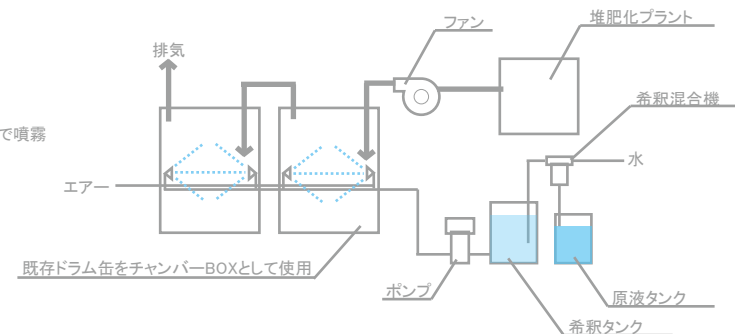 堆肥化プラント
ファン
排気
希釈混合機
で噴霧
水
エアー
既存ドラム缶をチャンバーBOXとして使用
ポンプ
原液タンク
希釈タンク